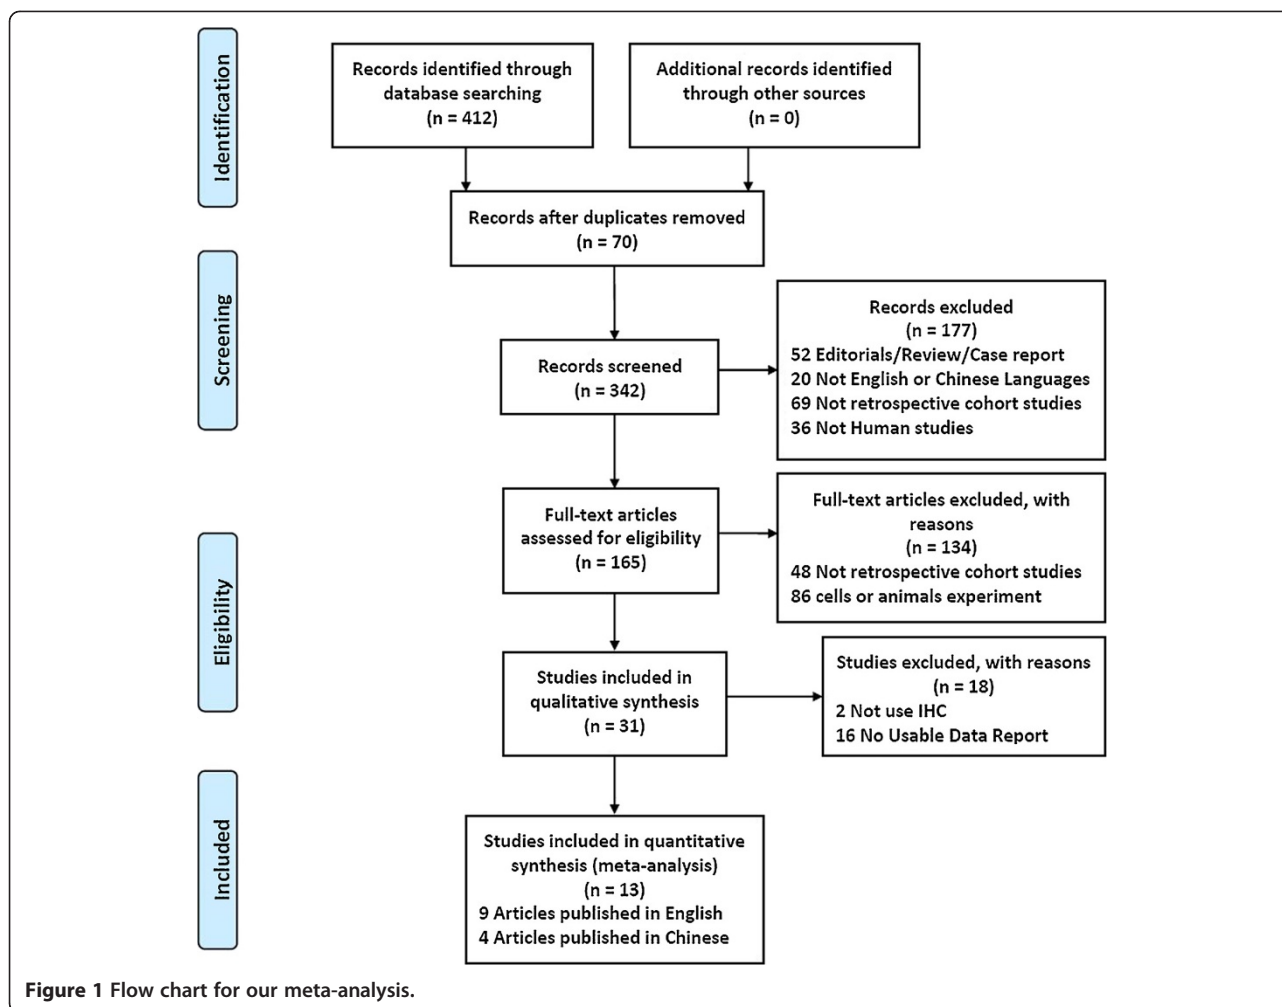 Identification
Records identified through
database searching
(n = 412)
Additional records identified
through other sources
(n = 0)
Records after duplicates removed
(n = 70)
Screening
Records screened
(n = 342)
Records excluded
(n = 177)
52 Editorials/Review/Case report
20 Not English or Chinese Languages
69 Not retrospective cohort studies
36 Not Human studies
Eligibility
Full-text articles
assessed for eligibility
(n = 165)
Full-text articles excluded, with
reasons
(n = 134)
48 Not retrospective cohort studies
86 cells or animals experiment
Studies included in
qualitative synthesis
(n = 31)
Studies excluded, with reasons
(n = 18)
2 Not use IHC
16 No Usable Data Report
Included
Studies included in quantitative
synthesis (meta-analysis)
(n = 13)
9 Articles published in English
4 Articles published in Chinese
Figure 1 Flow chart for our meta-analysis.